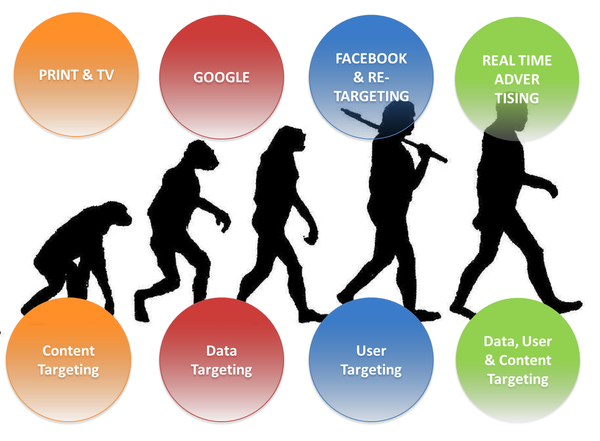 PRINT & TV
GOOGLE
FACEBOOK
& RE-
TARGETING
REAL TIME
ADVER
TISING
Content
Targeting
Data
Targeting
User
Targeting
Data, User
& Content
Targeting